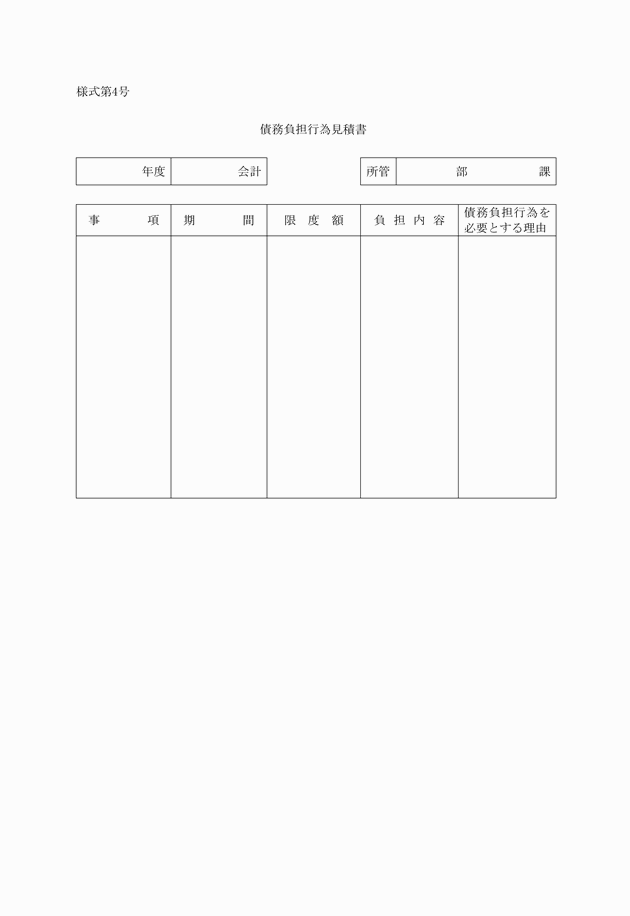 様式第4号
債務負担行為見積書
年度 会計 所管 部 課
事項 期間 限度額 負担内容 債務負担行為を
必要とする理由